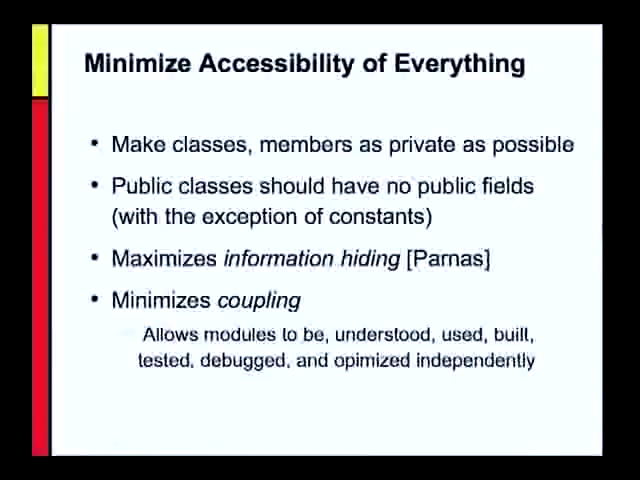 Minimize Accessibility of Everything
• Make classes, members as private as possible
• Public classes should have no public fields
(with the exception of constants)
• Maximizes information hiding [Parnas]
• Minimizes coupling
– Allows modules to be, understood, used, built,
tested, debugged, and opimized independently